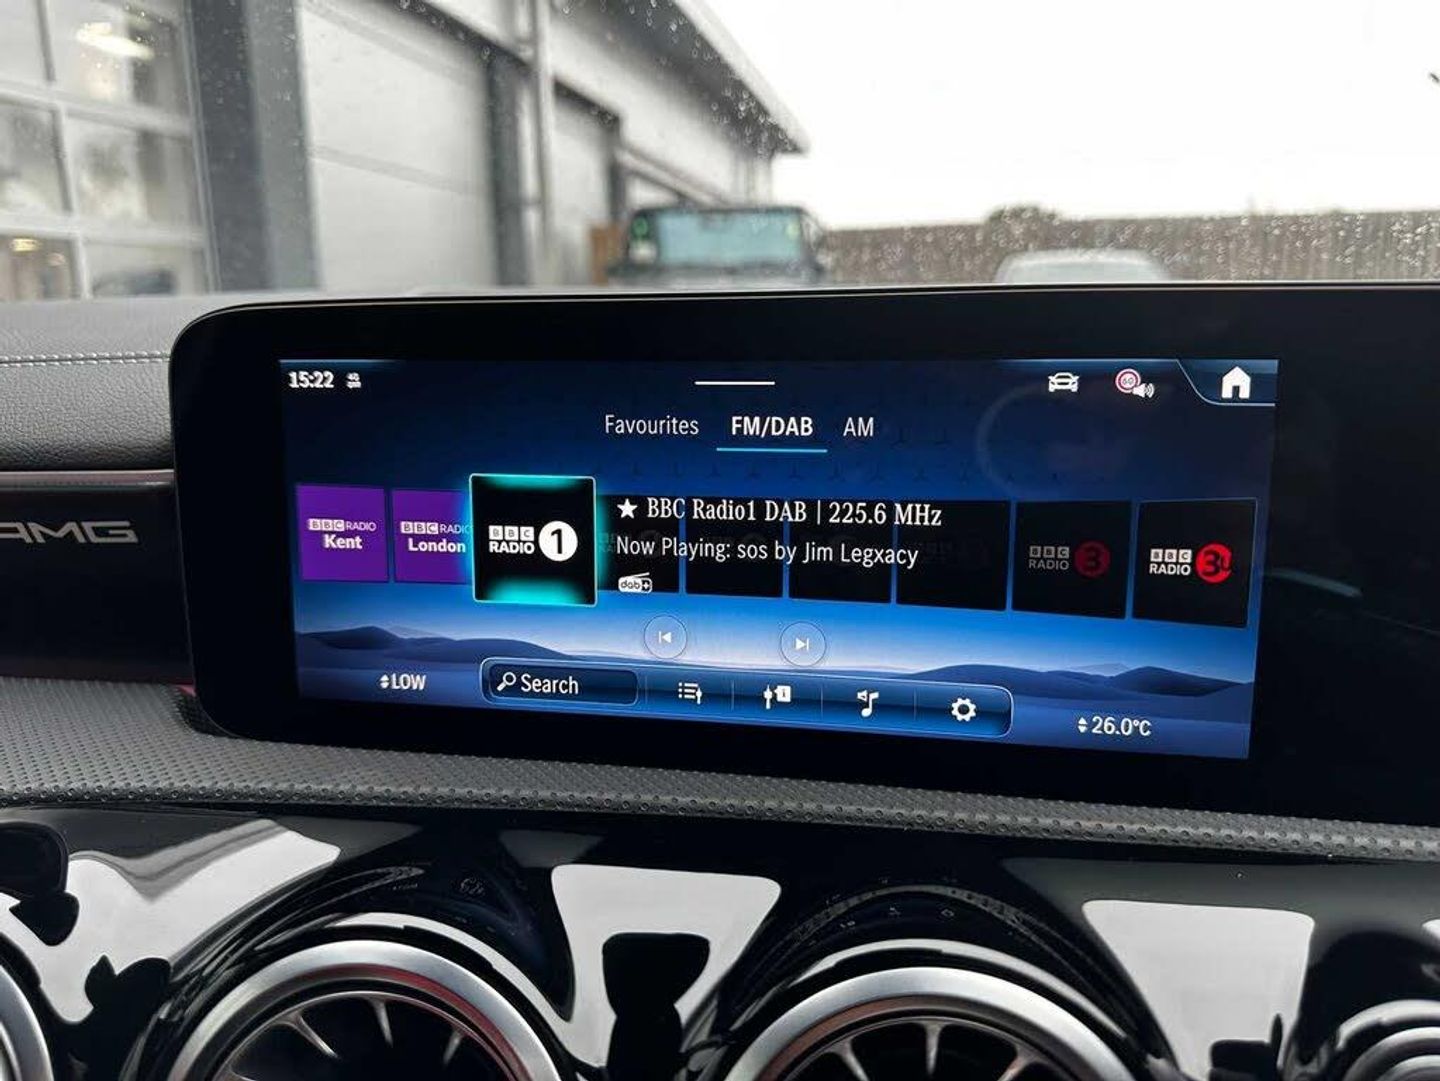 15:22
60
Favourites FM/DAB AM
BBC RADIO Kent
BBC RADIO London
BBC RADIO 1
★ BBC Radio1 DAB | 225.6 MHz
Now Playing: sos by Jim Legxacy
dab+
BBC RADIO 3
BBC RADIO
LOW
Search
26.0°C
AMG